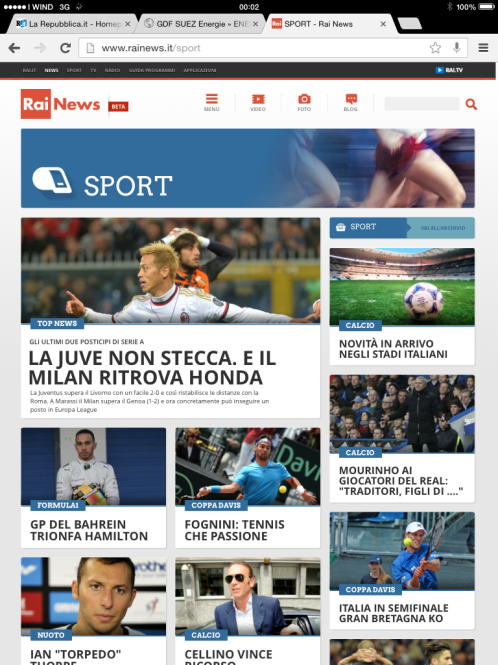 WIND 3G 00:02 100%
La Repubblica.it - Homep
GDF SUEZ Energie » ENE
SPORT - Rai News
www.rainews.it/sport
RAI.IT NEWS SPORT TV RADIO GUIDA PROGRAMMI APPLICAZIONI RAI.TV
Rai News BETA
MENU VIDEO FOTO BLOG
SPORT
SPORT VAI ALL'ARCHIVIO
TOP NEWS
GLI ULTIMI DUE POSTICIPI DI SERIE A
LA JUVE NON STECCA. E IL
MILAN RITROVA HONDA
La Juventus supera il Livorno con un facile 2-0 e così ristabilisce le distanze con la
Roma. A Marassi il Milan supera il Genoa (1-2) e ora concretamente può inseguire un
posto in Europa League
CALCIO
NOVITÀ IN ARRIVO
NEGLI STADI ITALIANI
CALCIO
MOURINHO AI
GIOCATORI DEL REAL:
"TRADITORI, FIGLI DI ...."
FORMULA1
GP DEL BAHREIN
TRIONFA HAMILTON
COPPA DAVIS
FOGNINI: TENNIS
CHE PASSIONE
COPPA DAVIS
ITALIA IN SEMIFINALE
GRAN BRETAGNA KO
NUOTO
IAN "TORPEDO"
THORPE
CALCIO
CELLINO VINCE
RICORSO